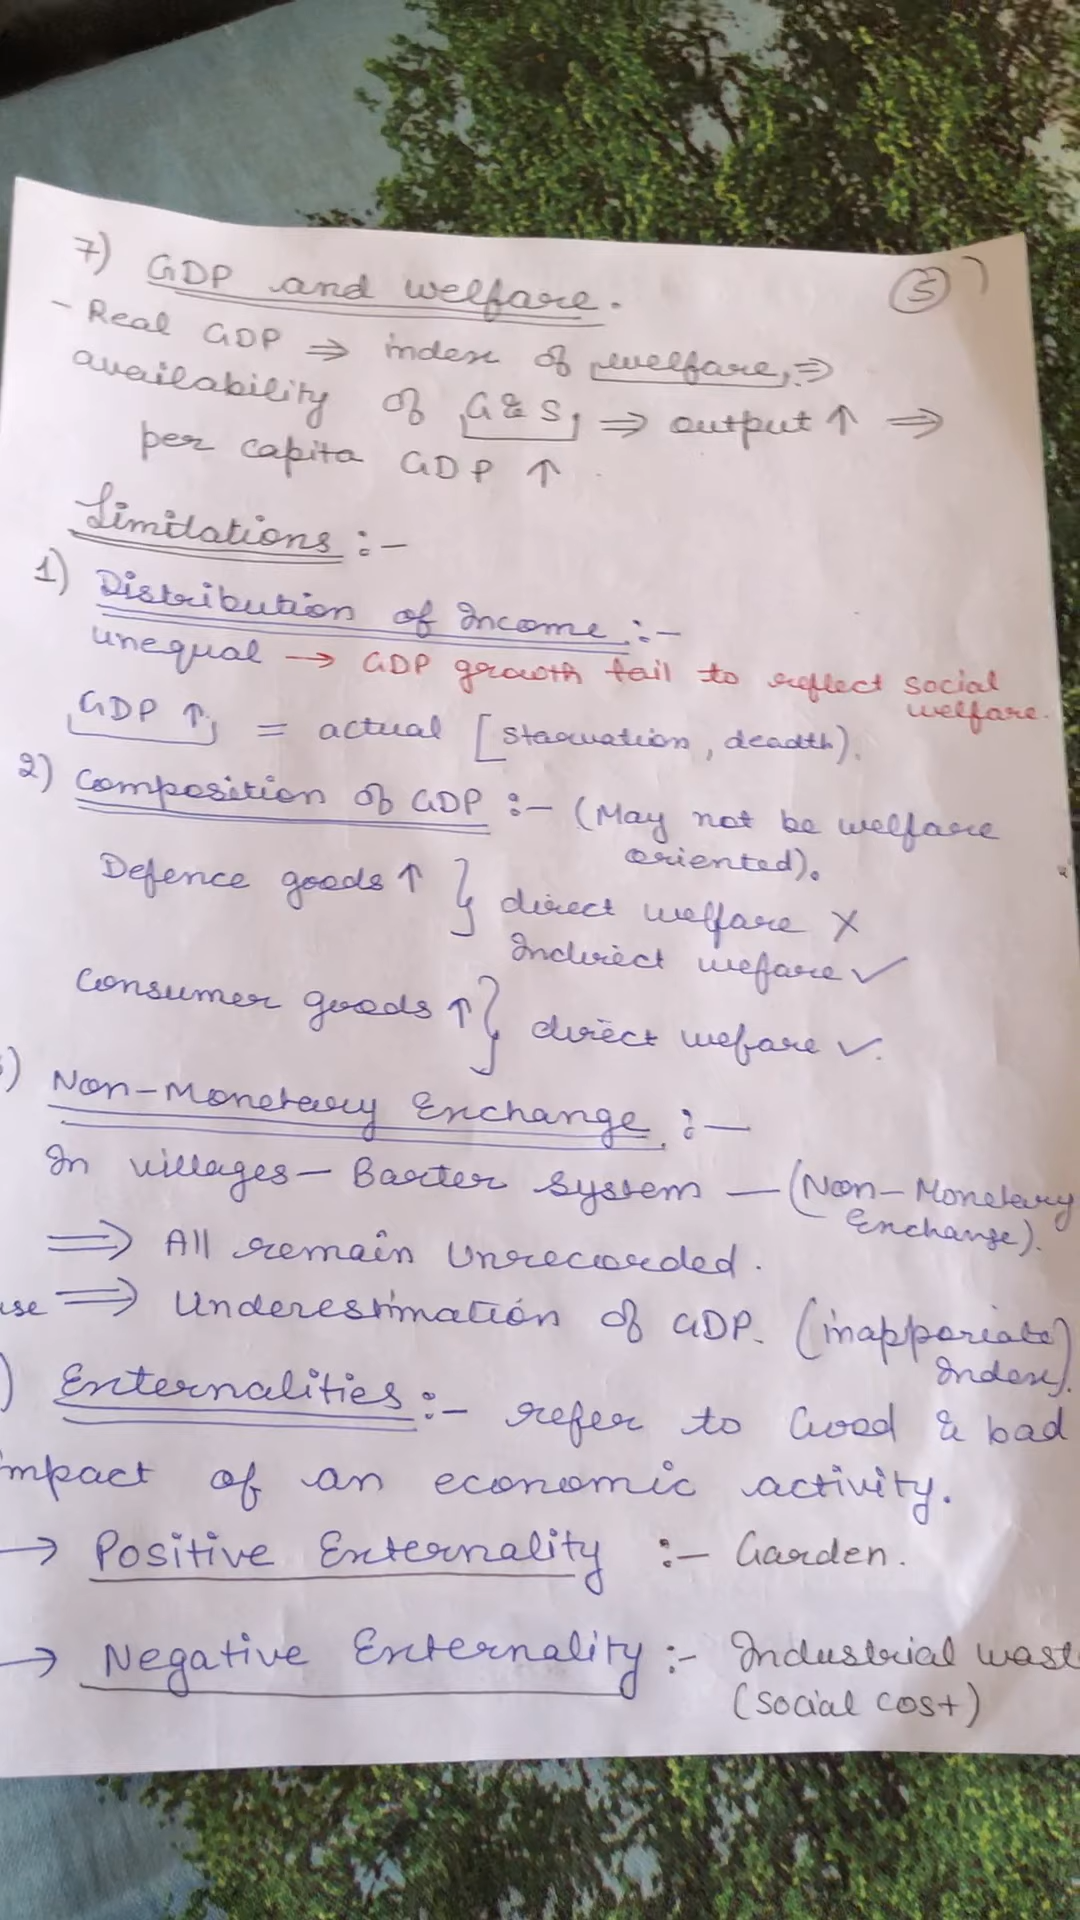 7) GDP and welfare. 5
- Real GDP ⇒ index of welfare, ⇒
availability of G & S, ⇒ output ↑ ⇒
per capita GDP ↑
Limitations :-
1) Distribution of Income :-
unequal → GDP growth fail to reflect social
welfare.
GDP ↑ = actual [starvation, deadth).
2) Composition of GDP :- (May not be welfare
oriented).
Defence goods ↑ } direct welfare X
Indirect wefare ✓
Consumer goods ↑ } direct wefare ✓.
) Non-Monetary Exchange :-
In villages - Barter system - (Non-Monetary
Exchange).
⇒ All remain Unrecorded.
use ⇒ Underestimation of GDP. (inapporiate)
Index).
) Externalities :- refer to Good & bad
impact of an economic activity.
→ Positive Externality :- Garden.
→ Negative Externality :- Industrial wast
(social cost)